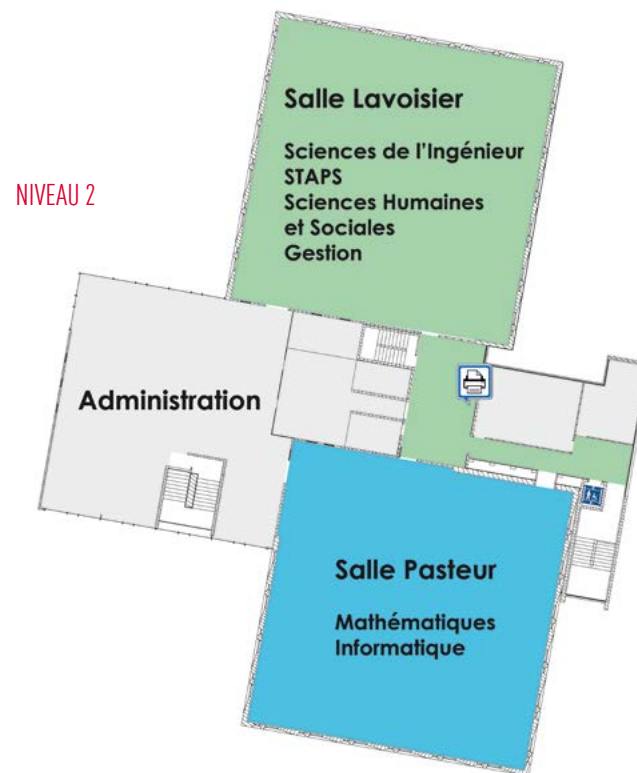 Salle Lavoisier
Sciences de l'Ingénieur
STAPS
Sciences Humaines
et Sociales
Gestion
NIVEAU 2
Administration
Salle Pasteur
Mathématiques
Informatique